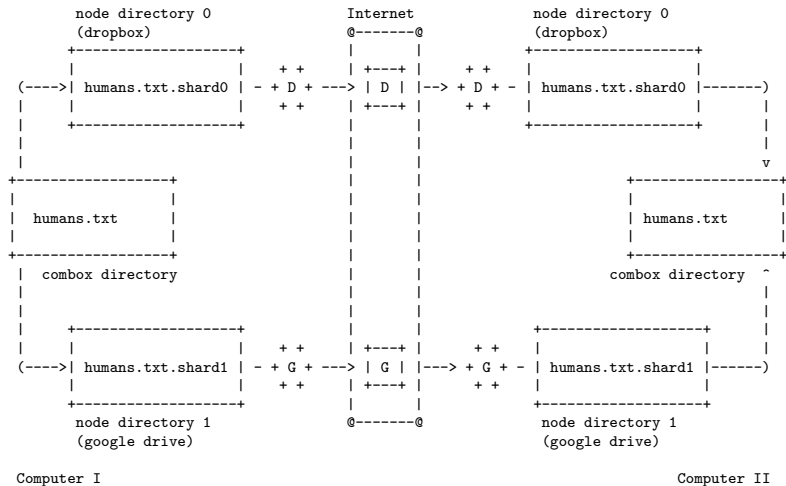 node directory 0 Internet node directory 0
(dropbox) (dropbox)
humans.txt.shard0 D D D humans.txt.shard0
humans.txt humans.txt
combox directory combox directory
humans.txt.shard1 G G G humans.txt.shard1
node directory 1 node directory 1
(google drive) (google drive)
Computer I Computer II